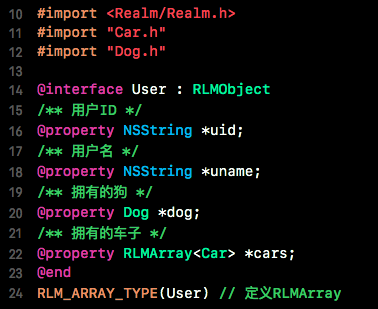 10 #import <Realm/Realm.h>
11 #import "Car.h"
12 #import "Dog.h"
13
14 @interface User : RLMObject
15 /** 用户ID */
16 @property NSString *uid;
17 /** 用户名 */
18 @property NSString *uname;
19 /** 拥有的狗 */
20 @property Dog *dog;
21 /** 拥有的车子 */
22 @property RLMArray<Car> *cars;
23 @end
24 RLM_ARRAY_TYPE(User) // 定义RLMArray